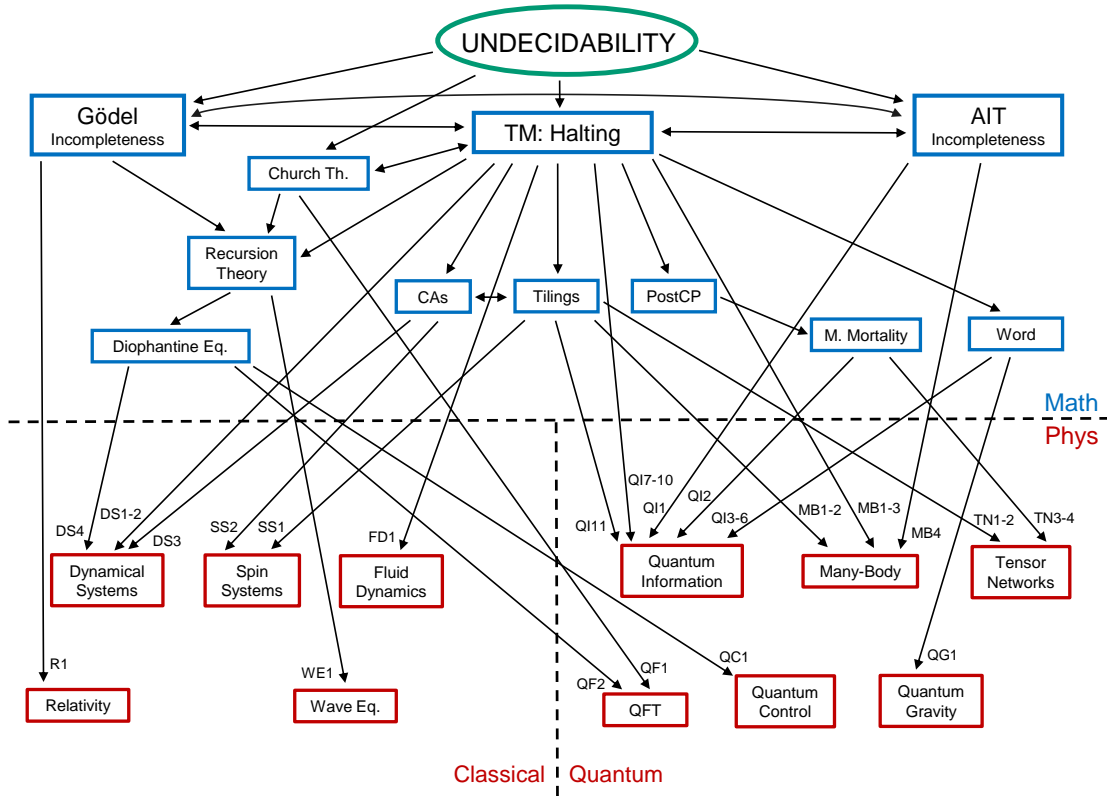 UNDECIDABILITY
Gödel
Incompleteness
TM: Halting
AIT
Incompleteness
Church Th.
Recursion
Theory
CAs
Tilings
PostCP
M. Mortality
Word
Diophantine Eq.
Math
Phys
DS4
DS1-2
DS3
SS2
SS1
FD1
QI11
QI7-10
QI1
QI2
QI3-6
MB1-2
MB1-3
MB4
TN1-2
TN3-4
Dynamical
Systems
Spin
Systems
Fluid
Dynamics
Quantum
Information
Many-Body
Tensor
Networks
R1
WE1
QF2
QF1
QC1
QG1
Relativity
Wave Eq.
QFT
Quantum
Control
Quantum
Gravity
Classical
Quantum